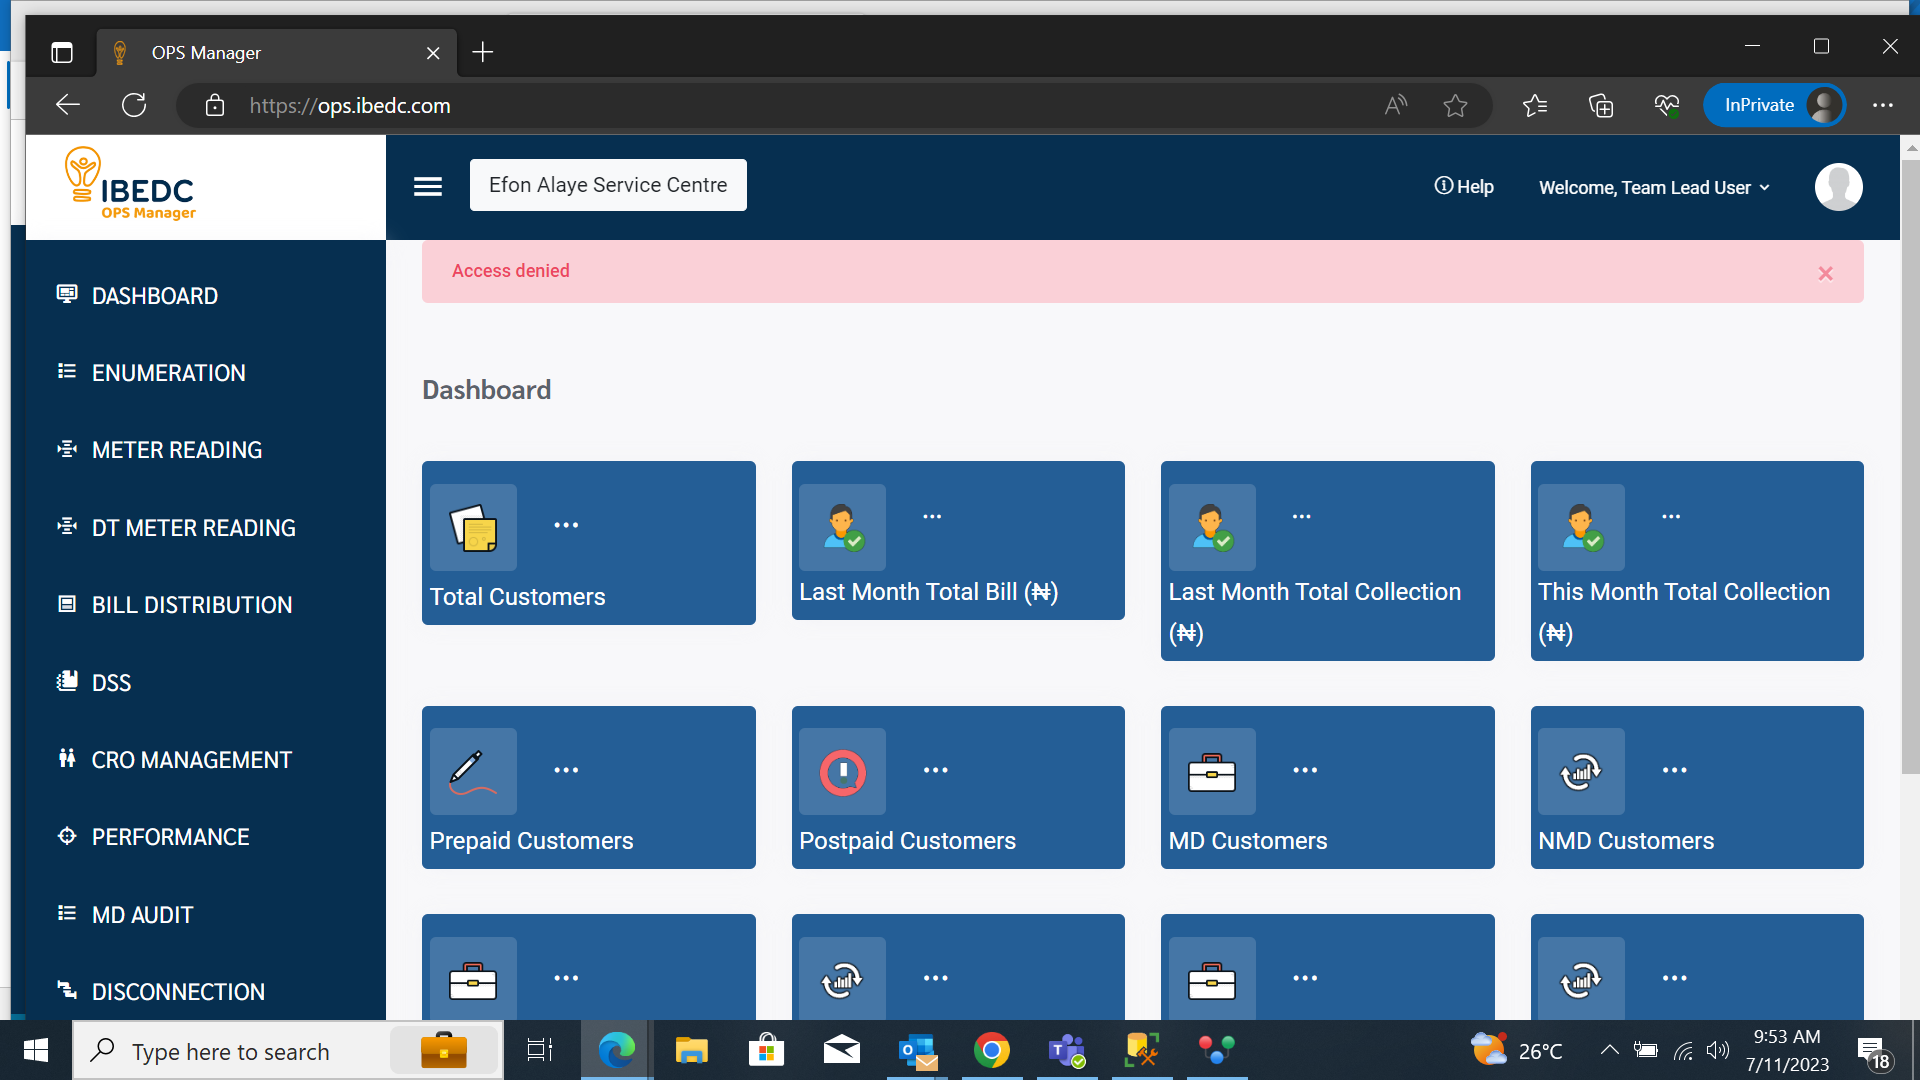 OPS Manager
https://ops.ibedc.com
InPrivate
IBEDC
OPS Manager
Efon Alaye Service Centre
Help
Welcome, Team Lead User
Access denied
DASHBOARD
ENUMERATION
METER READING
DT METER READING
BILL DISTRIBUTION
DSS
CRO MANAGEMENT
PERFORMANCE
MD AUDIT
DISCONNECTION
Dashboard
...
Total Customers
...
Last Month Total Bill (₦)
...
Last Month Total Collection
(₦)
...
This Month Total Collection
(₦)
...
Prepaid Customers
...
Postpaid Customers
...
MD Customers
...
NMD Customers
...
...
...
...
Type here to search
26°C
9:53 AM
7/11/2023
18